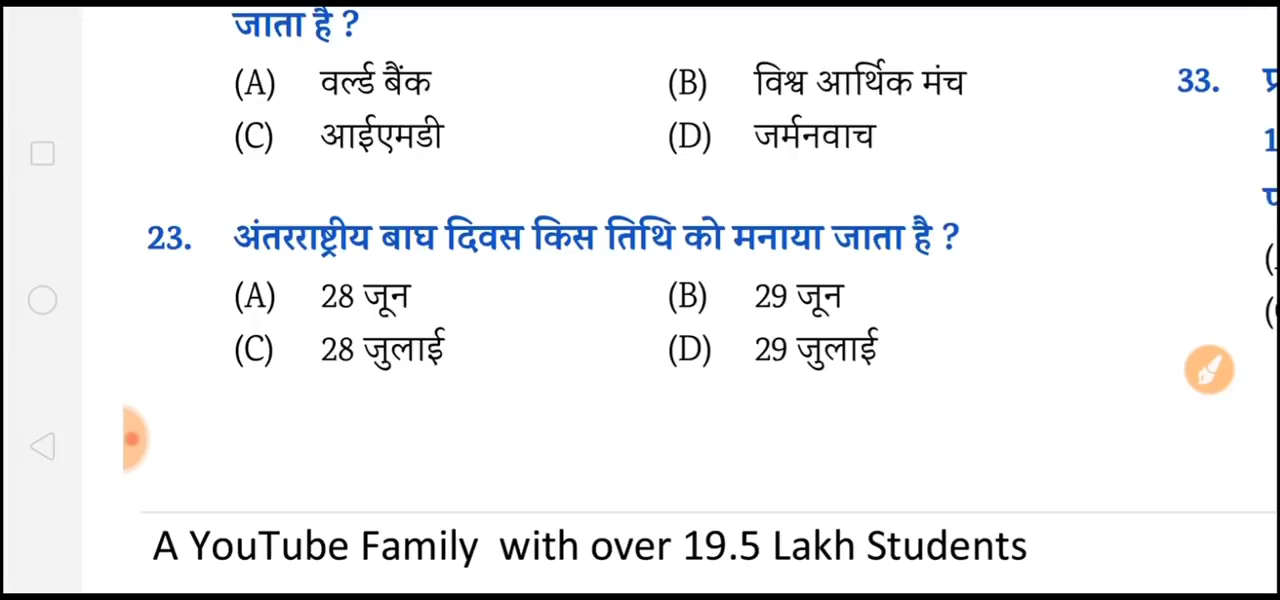 जाता है ?
(A) वर्ल्ड बैंक (B) विश्व आर्थिक मंच
(C) आईएमडी (D) जर्मनवाच
23. अंतरराष्ट्रीय बाघ दिवस किस तिथि को मनाया जाता है ?
(A) 28 जून (B) 29 जून
(C) 28 जुलाई (D) 29 जुलाई
33.
1
A YouTube Family with over 19.5 Lakh Students